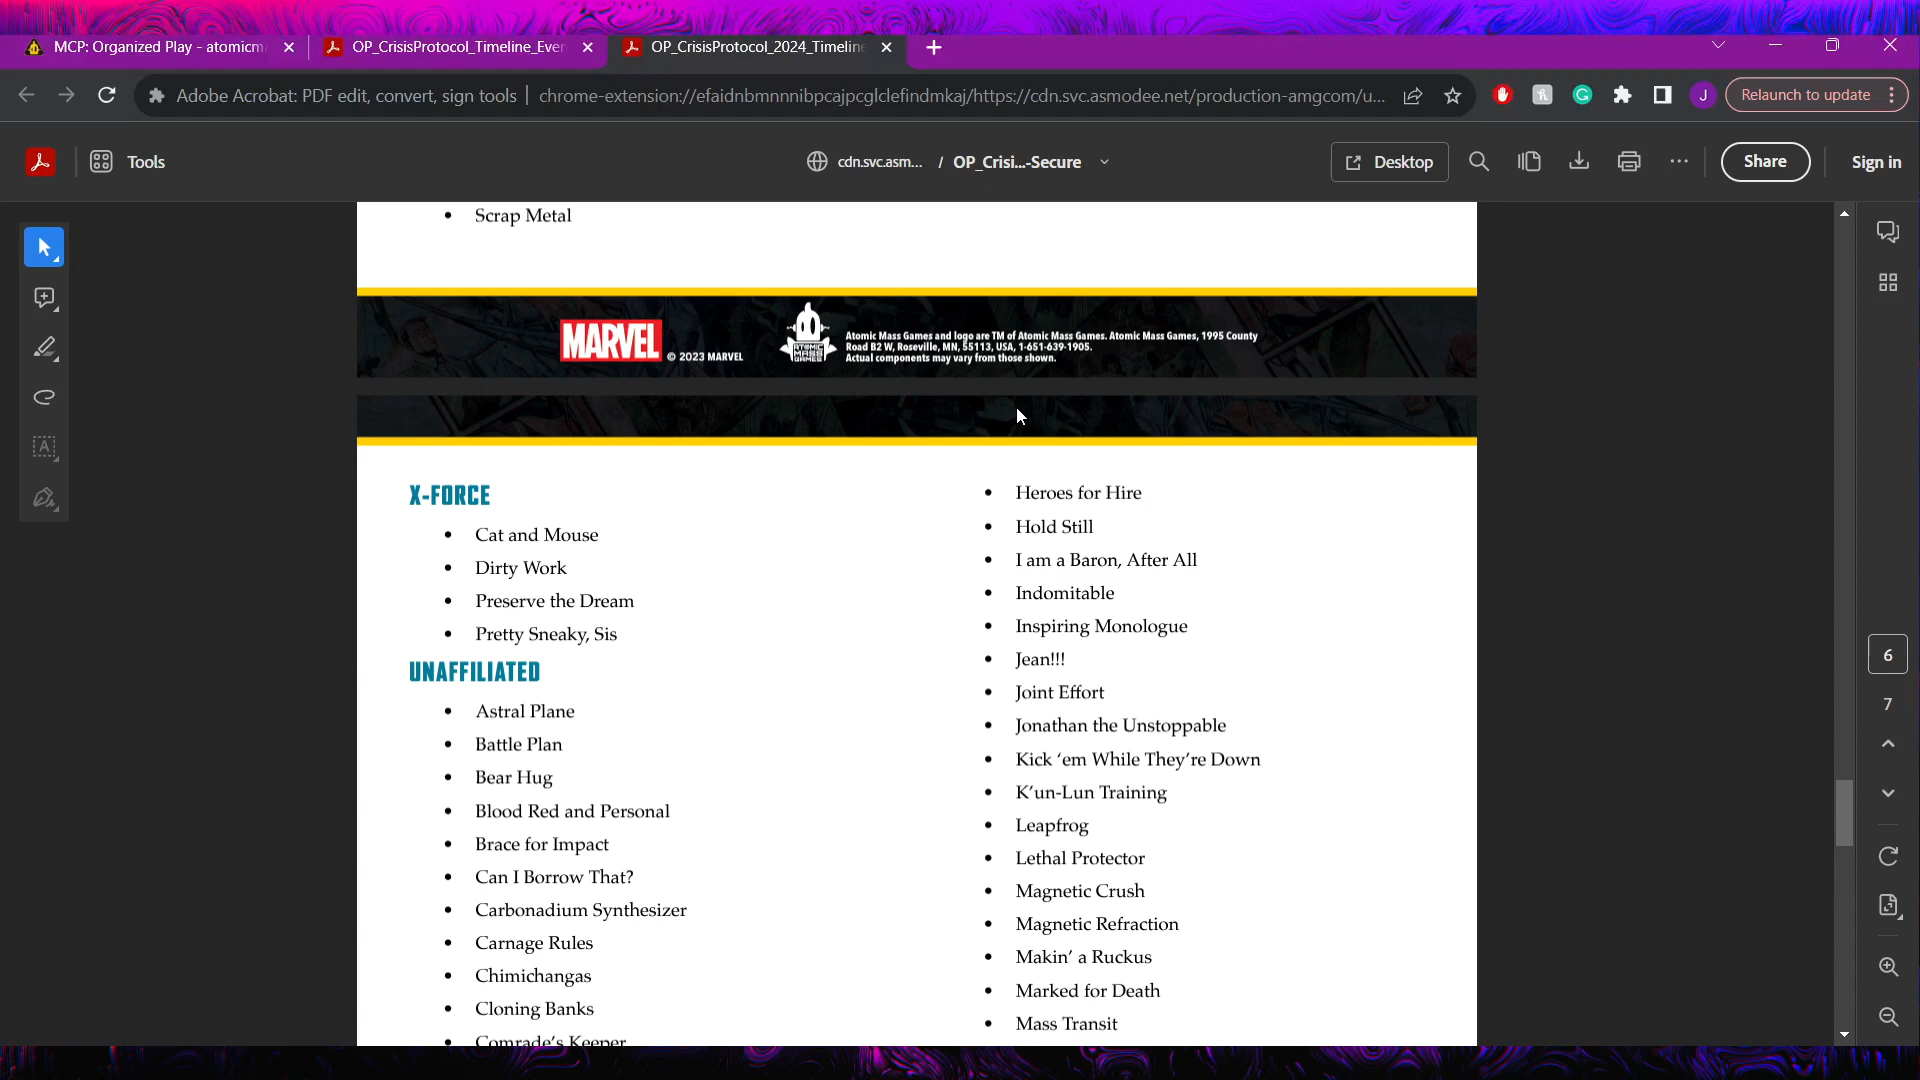 MCP: Organized Play - atomicm
OP_CrisisProtocol_Timeline_Even
OP_CrisisProtocol_2024_Timeline
Adobe Acrobat: PDF edit, convert, sign tools
chrome-extension://efaidnbmnnnibpcajpcglclefindmkaj/https://cdn.svc.asmodee.net/production-amgcom/u...
J
Relaunch to update
Tools
cdn.svc.asm... / OP_Crisi...-Secure
Desktop
Share
Sign in
• Scrap Metal
MARVEL
© 2023 MARVEL
ATOMIC
MASS
GAMES
Atomic Mass Games and logo are TM of Atomic Mass Games. Atomic Mass Games, 1995 County
Road B2 W, Roseville, MN, 55113, USA, 1-651-639-1905.
Actual components may vary from those shown.
X-FORCE
• Cat and Mouse
• Dirty Work
• Preserve the Dream
• Pretty Sneaky, Sis
UNAFFILIATED
• Astral Plane
• Battle Plan
• Bear Hug
• Blood Red and Personal
• Brace for Impact
• Can I Borrow That?
• Carbonadium Synthesizer
• Carnage Rules
• Chimichangas
• Cloning Banks
• Comrade's Keeper
• Heroes for Hire
• Hold Still
• I am a Baron, After All
• Indomitable
• Inspiring Monologue
• Jean!!!
• Joint Effort
• Jonathan the Unstoppable
• Kick ‘em While They’re Down
• K’un-Lun Training
• Leapfrog
• Lethal Protector
• Magnetic Crush
• Magnetic Refraction
• Makin’ a Ruckus
• Marked for Death
• Mass Transit
6
7